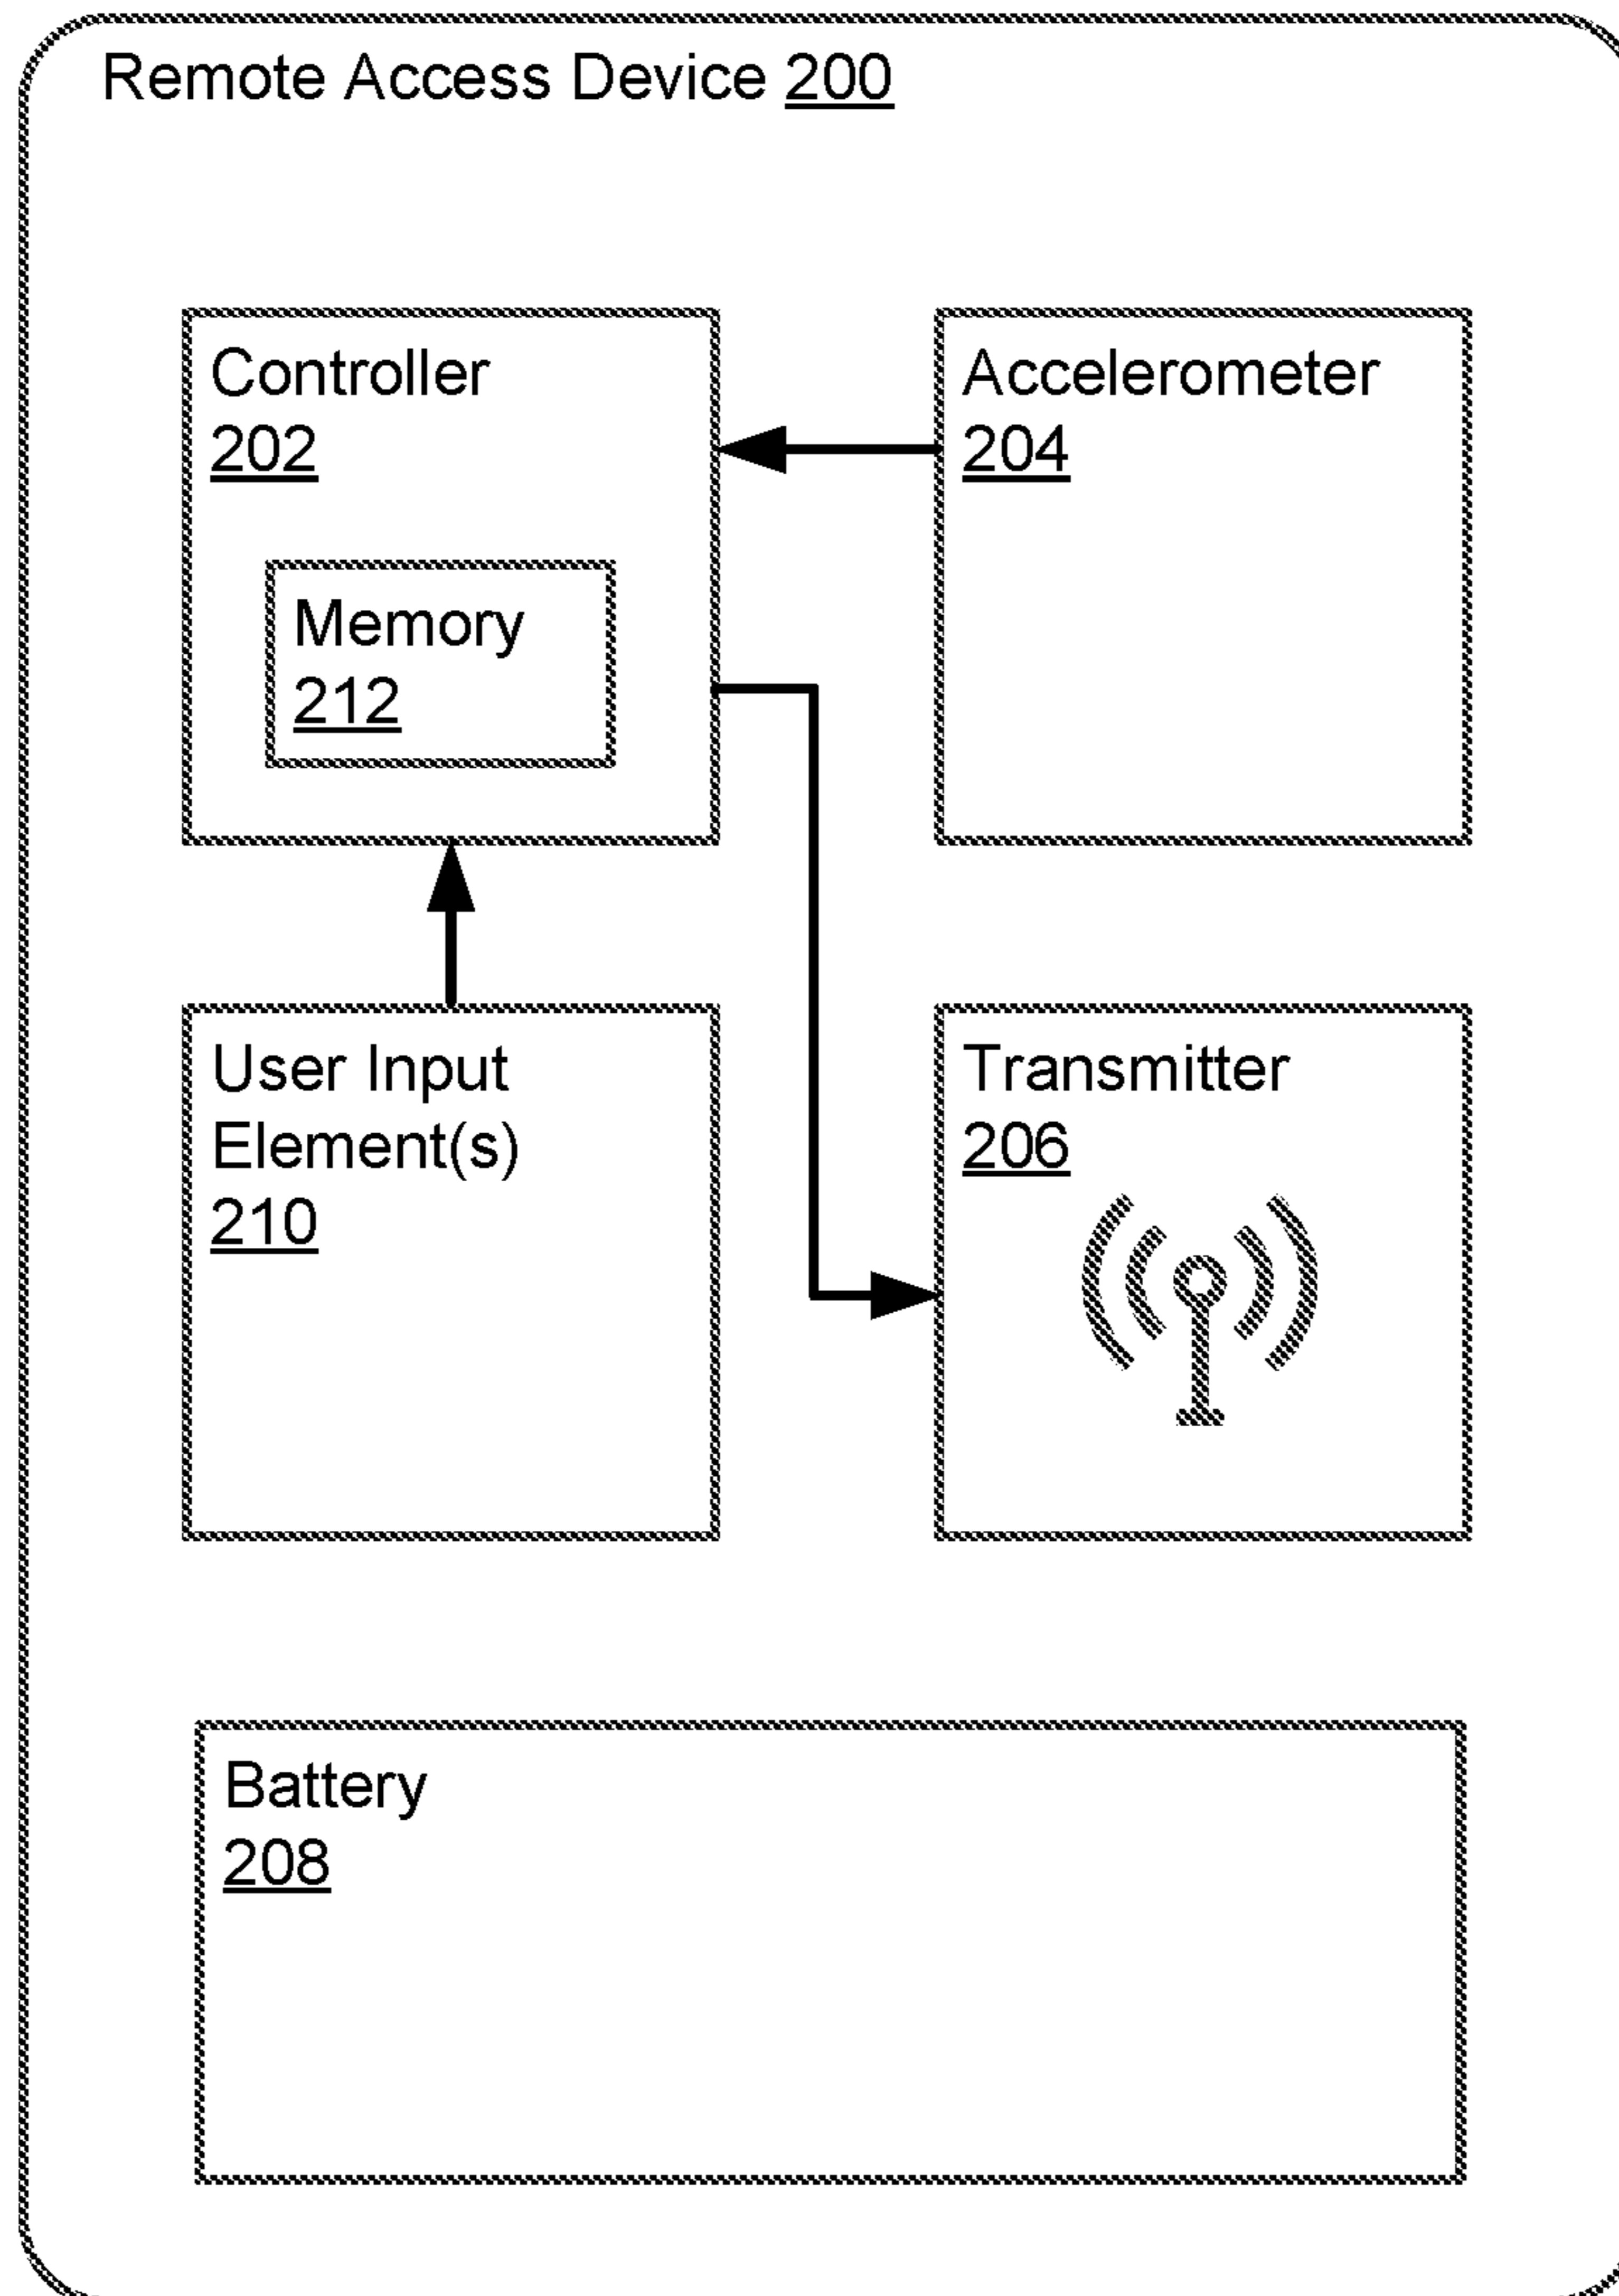 Remote Access Device 200
Controller
202
Accelerometer
204
Memory
212
User Input
Element(s)
210
Transmitter
206
Battery
208